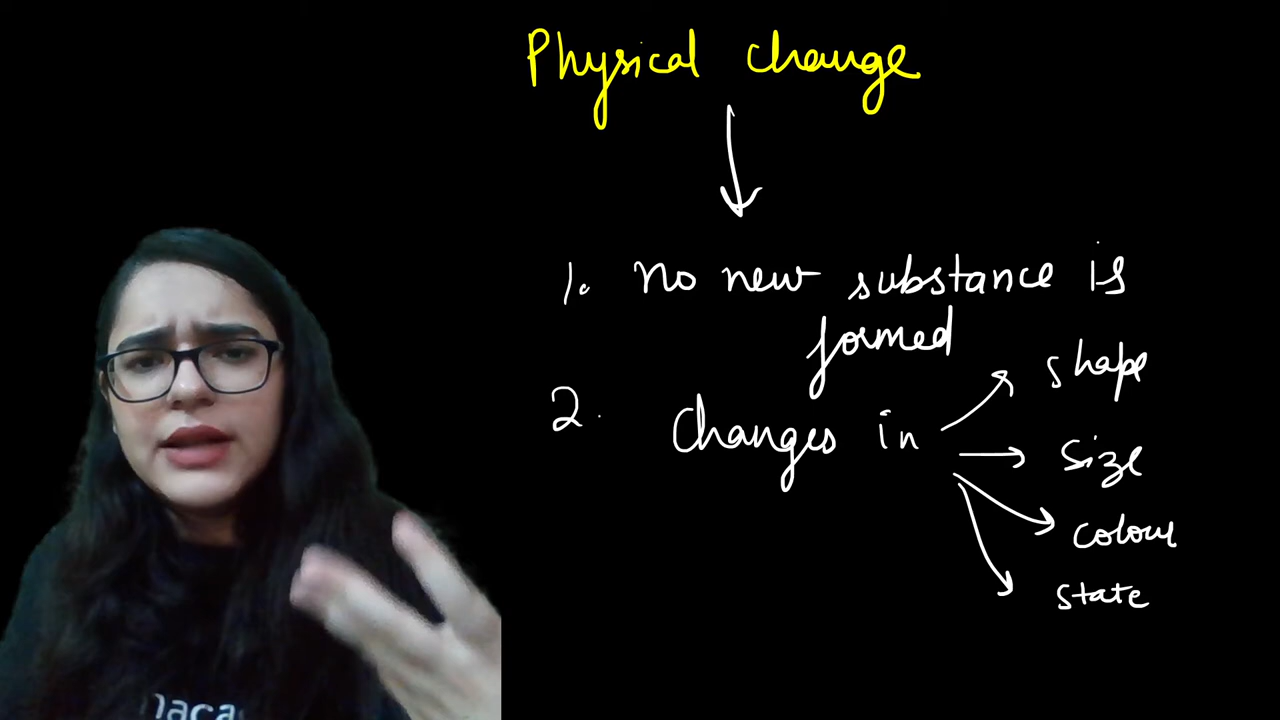 Physical change
1. No new substance is
formed
2. Changes in
shape
size
colour
state